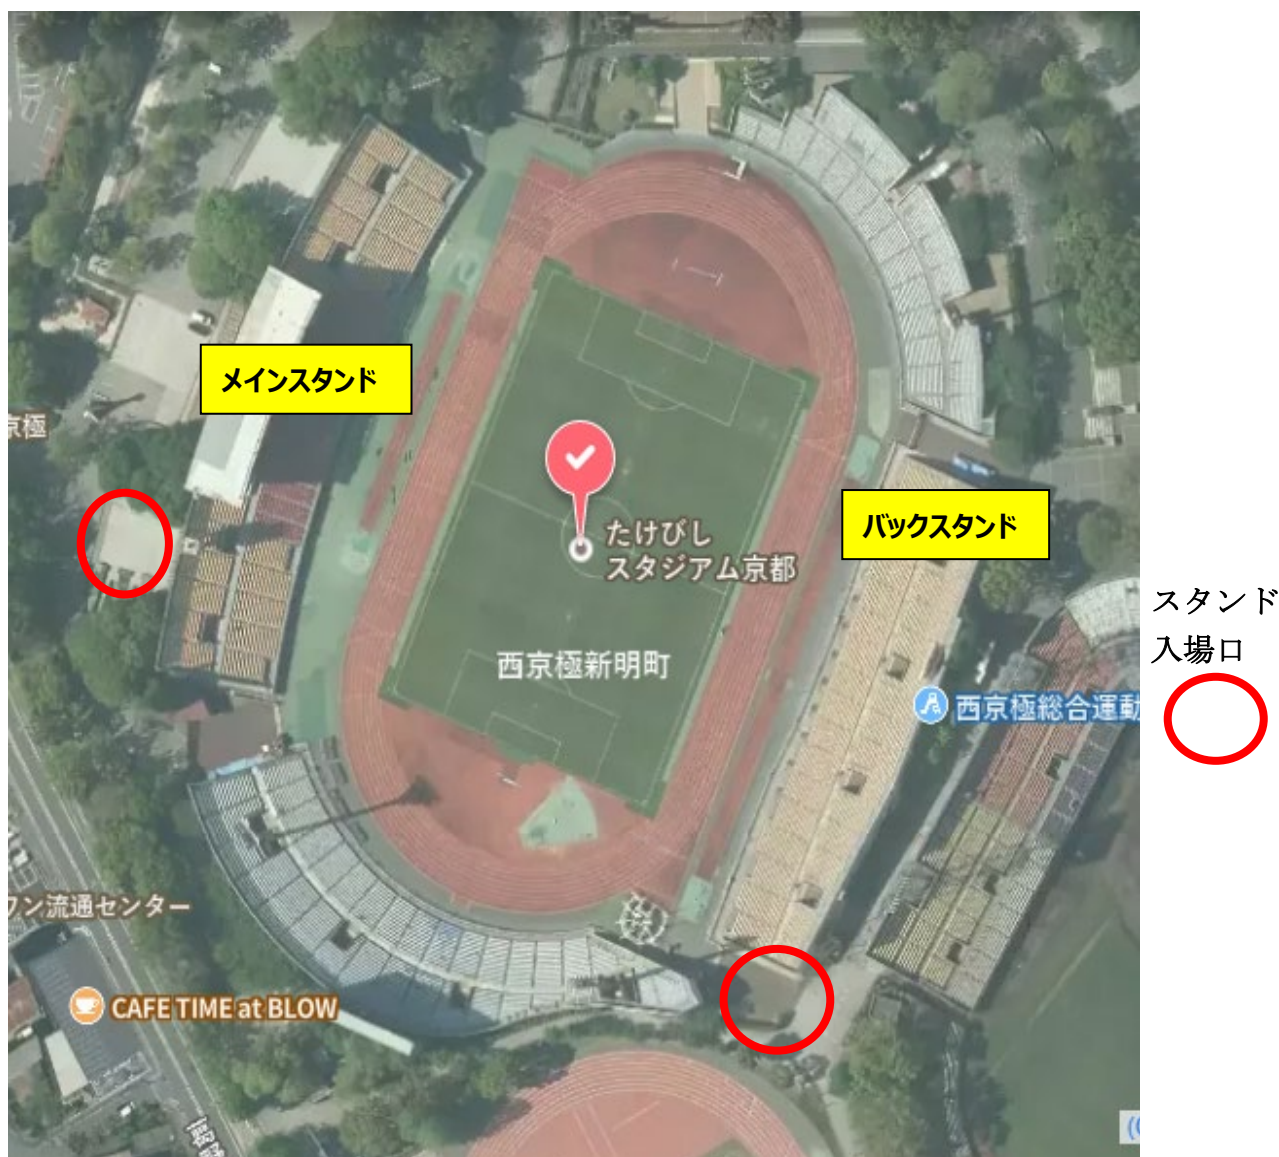 メインスタンド
京極
バックスタンド
たけびし
スタジアム京都
スタンド
入場口
西京極新明町
西京極総合運動
ワン流通センター
CAFE TIME at BLOW